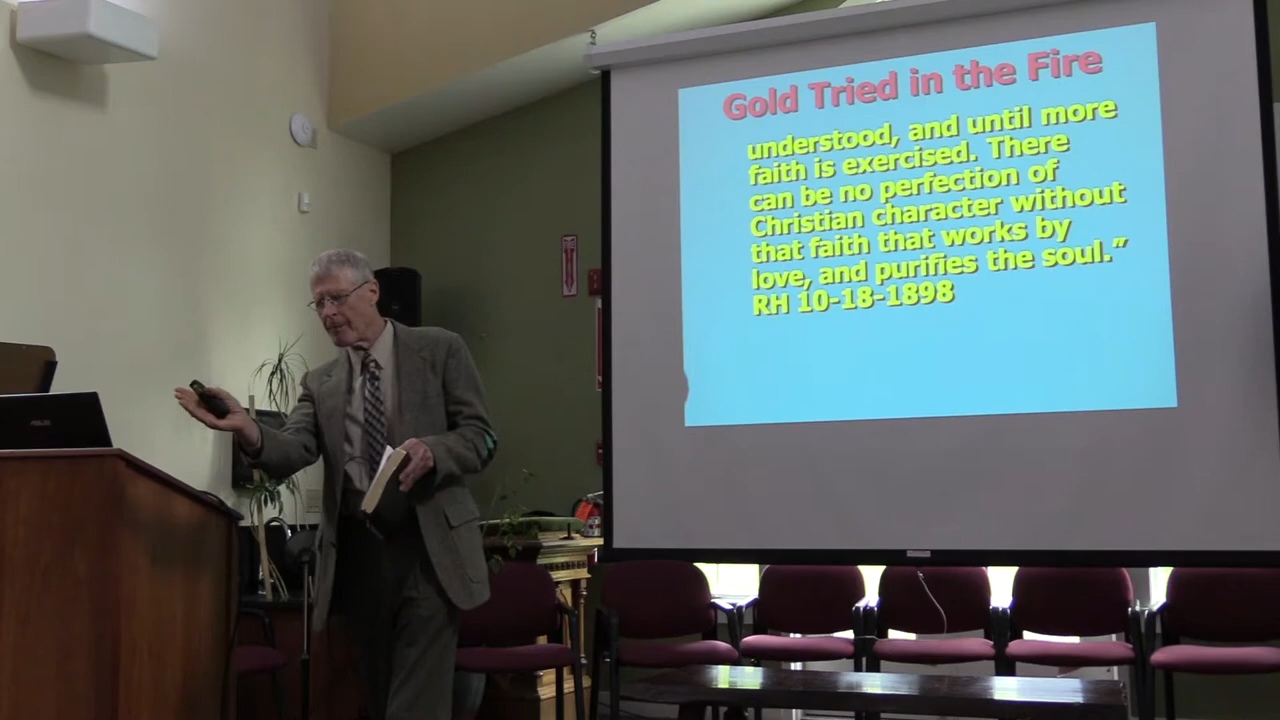 Gold Tried in the Fire
understood, and until more
faith is exercised. There
can be no perfection of
Christian character without
that faith that works by
love, and purifies the soul.”
RH 10-18-1898